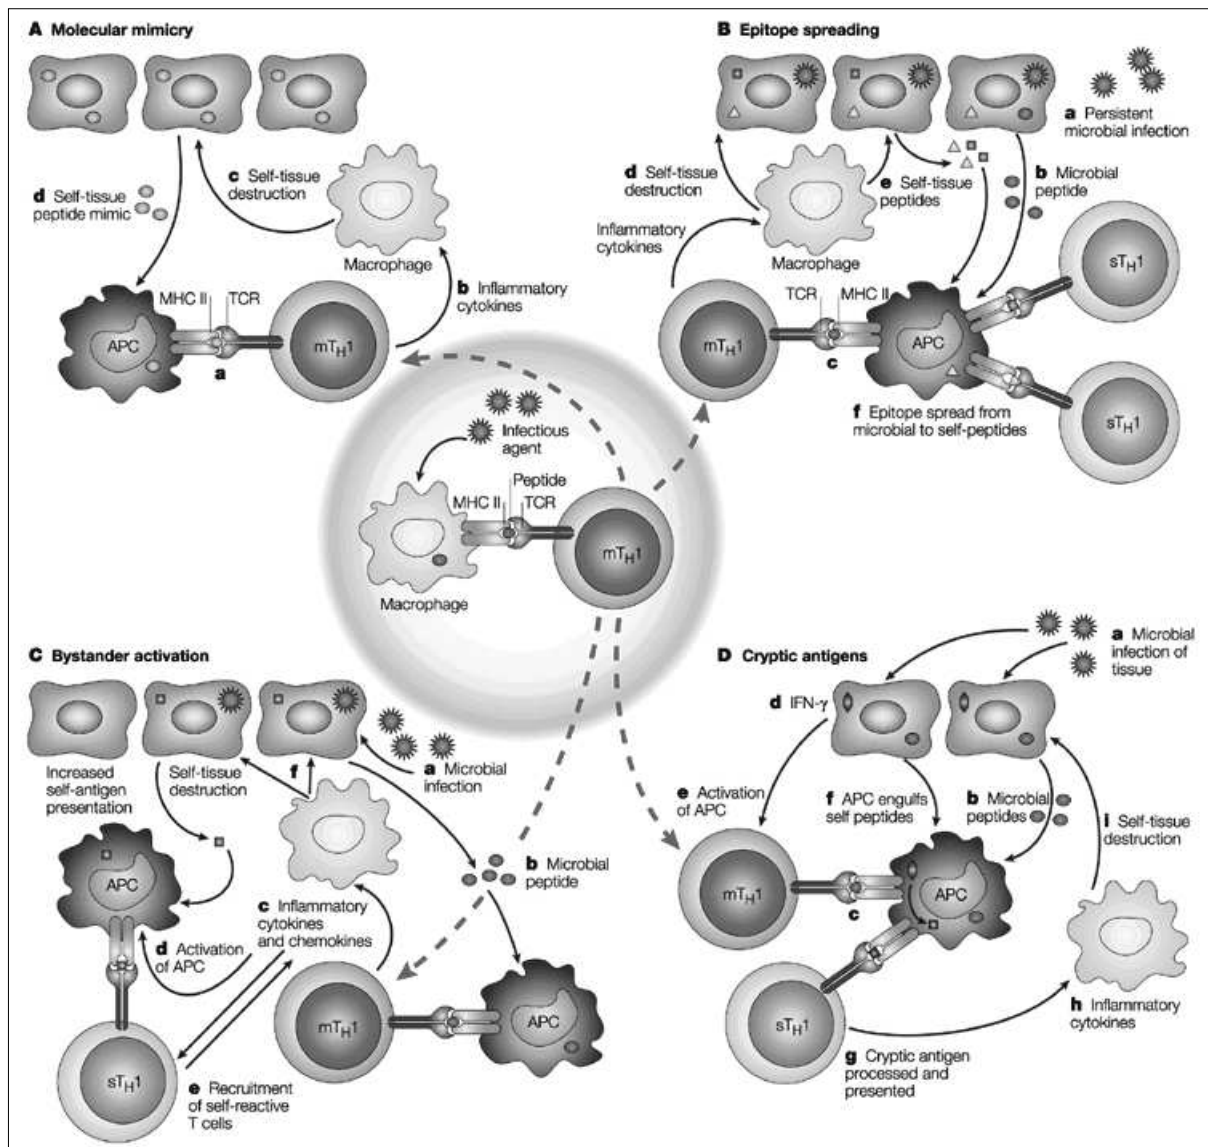 A Molecular mimicry
c Self-tissue
destruction
d Self-tissue
peptide mimic
Macrophage
b Inflammatory
cytokines
MHC II
TCR
APC
mTH1
a
B Epitope spreading
a Persistent
microbial infection
d Self-tissue
destruction
e Self-tissue
peptides
b Microbial
peptide
Inflammatory
cytokines
Macrophage
sTH1
TCR
MHC II
mTH1
APC
c
f Epitope spread from
microbial to self-peptides
sTH1
Infectious
agent
Peptide
MHC II
TCR
mTH1
Macrophage
C Bystander activation
a Microbial
infection
Increased
self-antigen
presentation
Self-tissue
destruction
f
b Microbial
peptide
APC
c Inflammatory
cytokines
and chemokines
d Activation
of APC
mTH1
APC
sTH1
e Recruitment
of self-reactive
T cells
D Cryptic antigens
a Microbial
infection of
tissue
d IFN-γ
e Activation
of APC
f APC engulfs
self peptides
b Microbial
peptides
i Self-tissue
destruction
mTH1
APC
c
sTH1
h Inflammatory
cytokines
g Cryptic antigen
processed and
presented